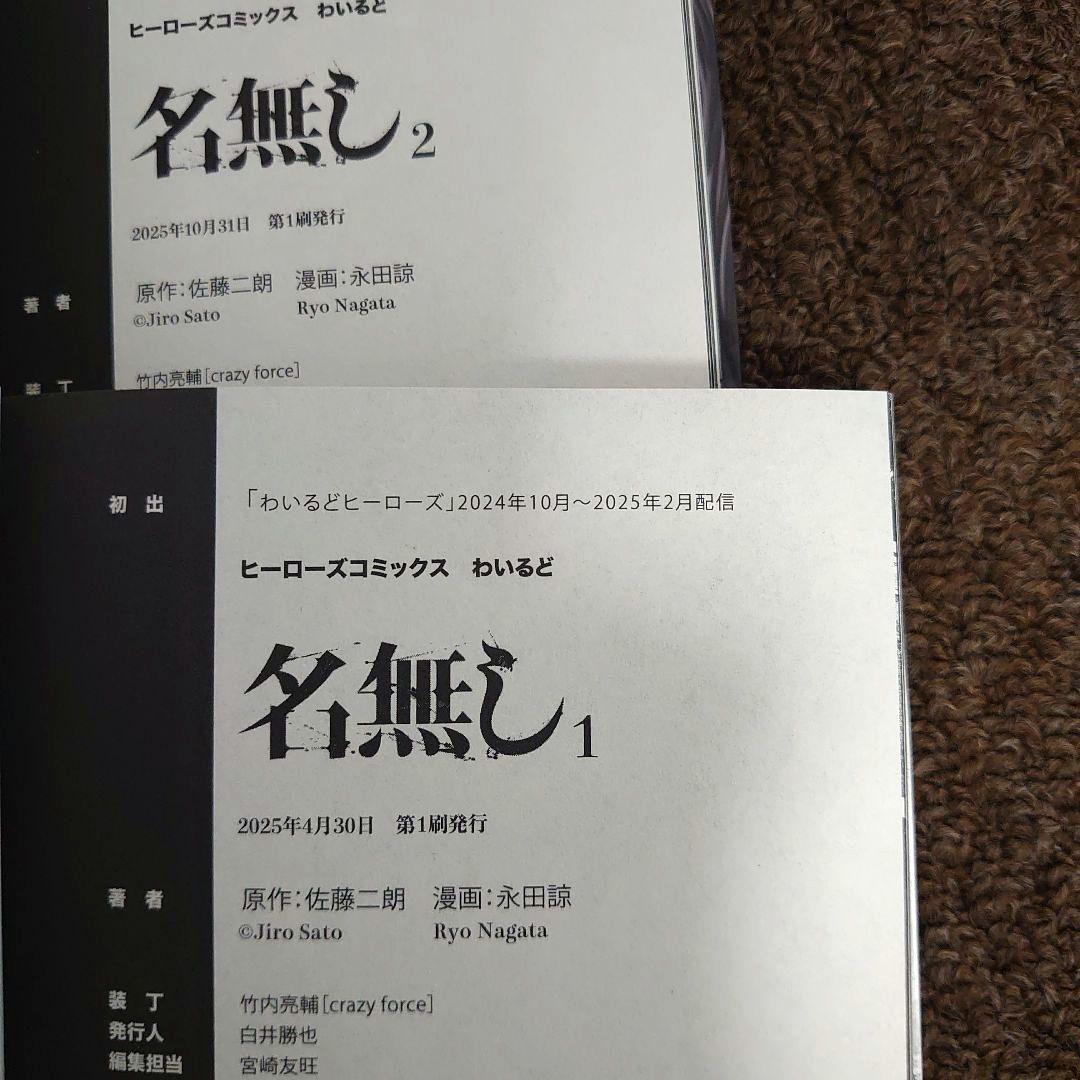 ヒーローズコミックス わいるど
名無し 2
2025年10月31日 第1刷発行
著者 原作:佐藤二朗 漫画:永田諒
©Jiro Sato Ryo Nagata
装丁 竹内亮輔[crazy force]
初出 「わいるどヒーローズ」2024年10月〜2025年2月配信
ヒーローズコミックス わいるど
名無し 1
2025年4月30日 第1刷発行
著者 原作:佐藤二朗 漫画:永田諒
©Jiro Sato Ryo Nagata
装丁 竹内亮輔[crazy force]
発行人 白井勝也
編集担当 宮崎友旺